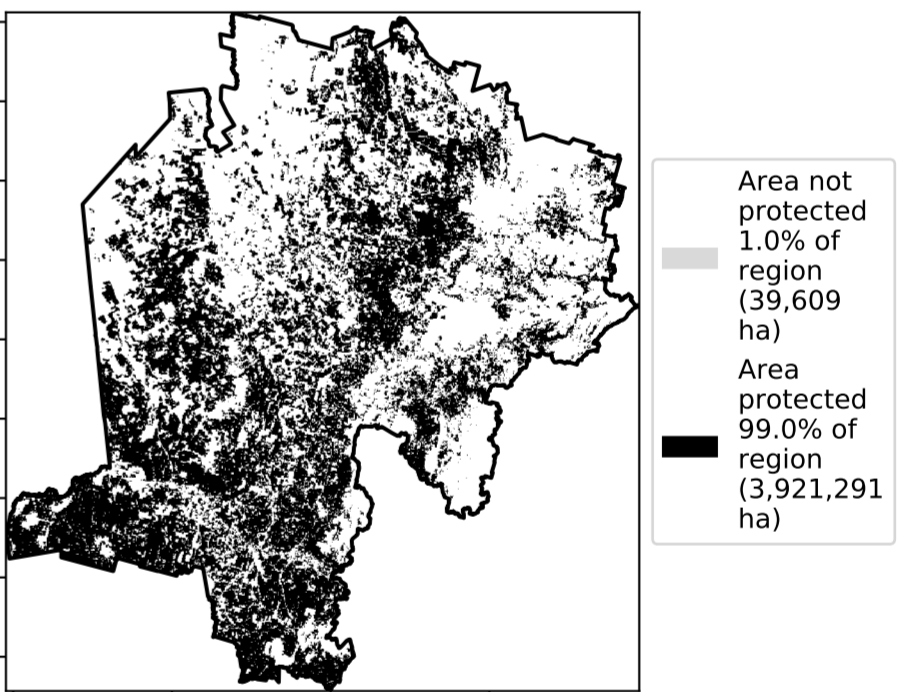 Area not
protected
1.0% of
region
(39,609
ha)
Area
protected
99.0% of
region
(3,921,291
ha)